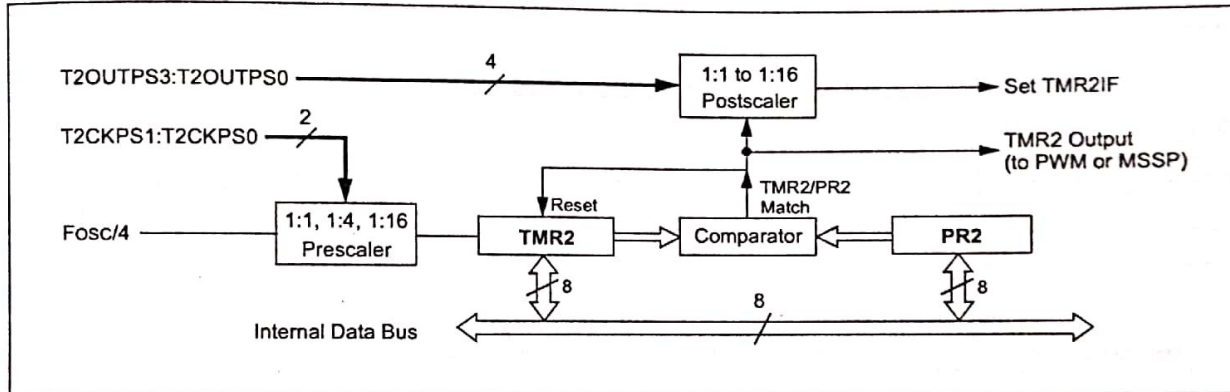 T2OUTPS3:T2OUTPS0
4
1:1 to 1:16
Postscaler
Set TMR2IF
T2CKPS1:T2CKPS0
2
TMR2 Output
(to PWM or MSSP)
TMR2/PR2
Match
Reset
Fosc/4
1:1, 1:4, 1:16
Prescaler
TMR2
Comparator
PR2
8
8
8
Internal Data Bus